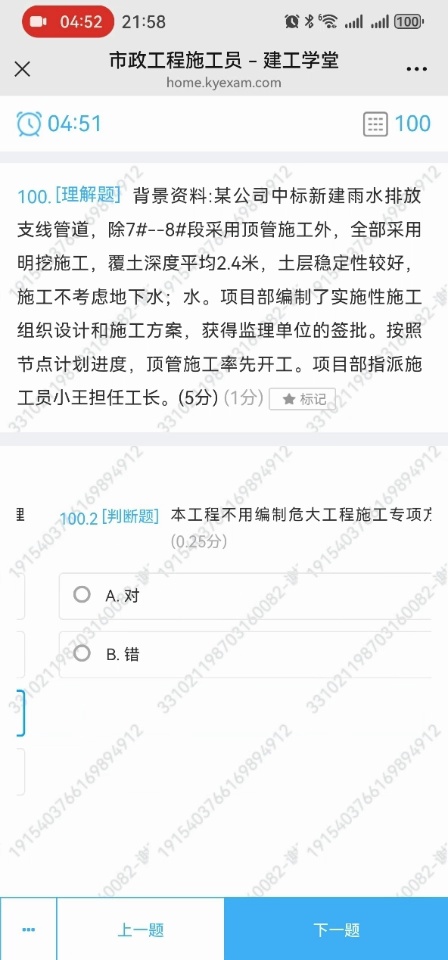 04:52 21:58 100
市政工程施工员 - 建工学堂
home.kyexam.com
04:51 100
100. [理解题] 背景资料:某公司中标新建雨水排放
支线管道，除7#--8#段采用顶管施工外，全部采用
明挖施工，覆土深度平均2.4米，土层稳定性较好，
施工不考虑地下水；水。项目部编制了实施性施工
组织设计和施工方案，获得监理单位的签批。按照
节点计划进度，顶管施工率先开工。项目部指派施
工员小王担任工长。(5分) (1分) ★ 标记
100.2 [判断题] 本工程不用编制危大工程施工专项
(0.25分)
A. 对
B. 错
··· 上一题 下一题